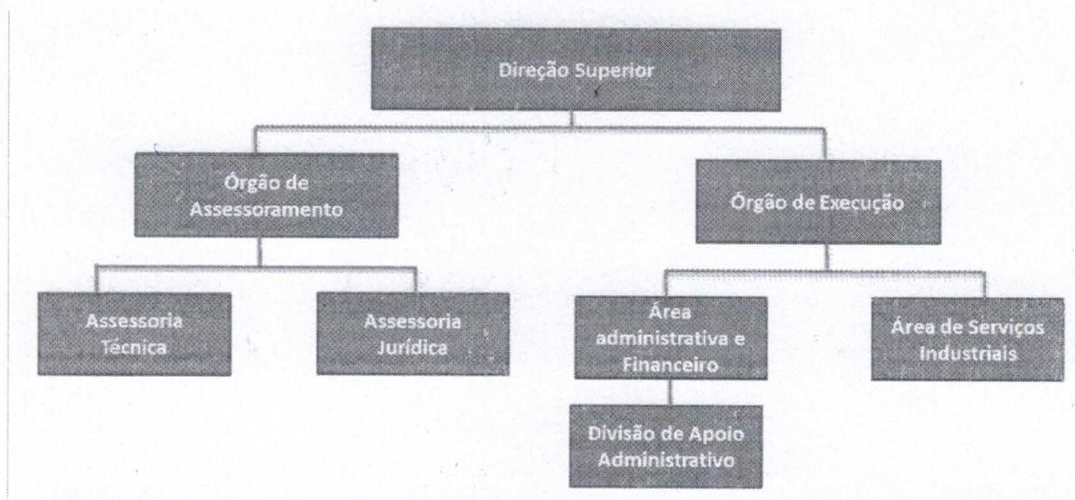 Direção Superior
Órgão de
Assessoramento
Órgão de Execução
Assessoria
Técnica
Assessoria
Jurídica
Área
administrativa e
Financeiro
Área de Serviços
Industriais
Divisão de Apoio
Administrativo